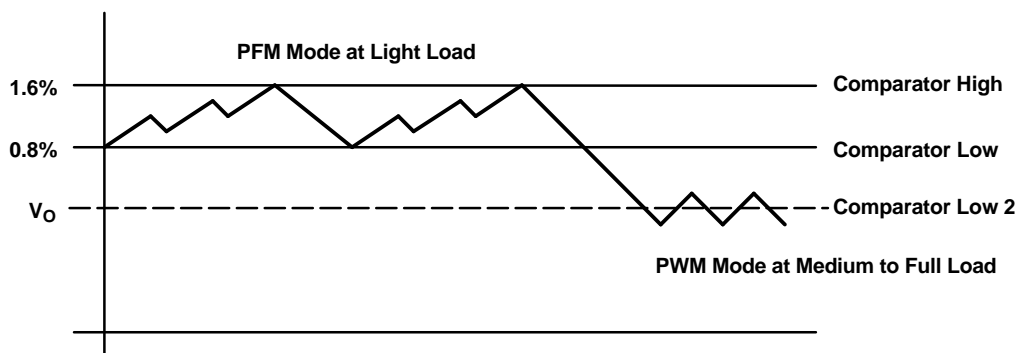 PFM Mode at Light Load
1.6%
Comparator High
0.8%
Comparator Low
VO
Comparator Low 2
PWM Mode at Medium to Full Load